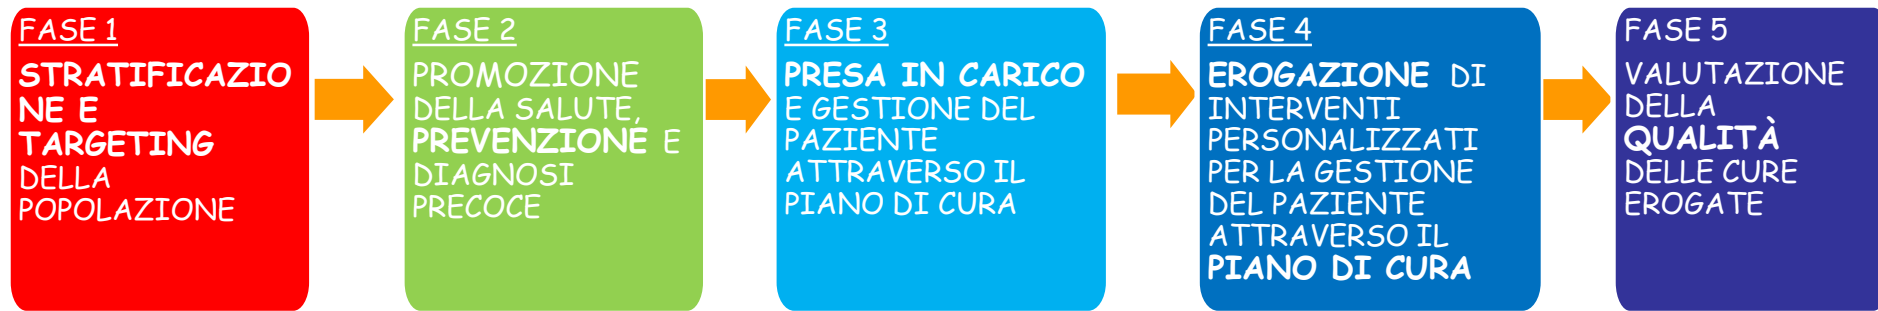 FASE 1
STRATIFICAZIO
NE E
TARGETING
DELLA
POPOLAZIONE
FASE 2
PROMOZIONE
DELLA SALUTE,
PREVENZIONE E
DIAGNOSI
PRECOCE
FASE 3
PRESA IN CARICO
E GESTIONE DEL
PAZIENTE
ATTRAVERSO IL
PIANO DI CURA
FASE 4
EROGAZIONE DI
INTERVENTI
PERSONALIZZATI
PER LA GESTIONE
DEL PAZIENTE
ATTRAVERSO IL
PIANO DI CURA
FASE 5
VALUTAZIONE
DELLA
QUALITÀ
DELLE CURE
EROGATE